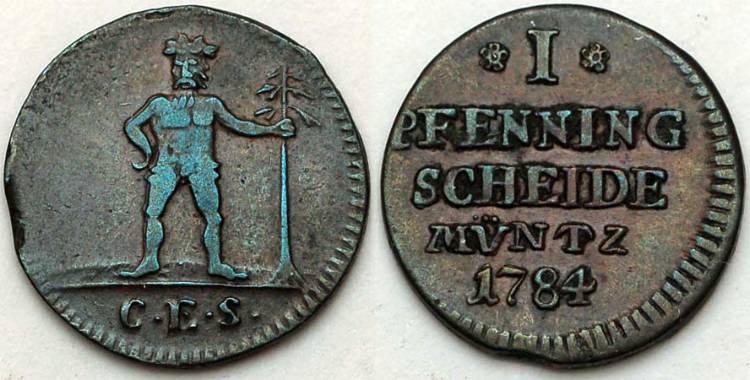 C·E·S·
I
PFENNING
SCHEIDE
MÜNTZ
1784